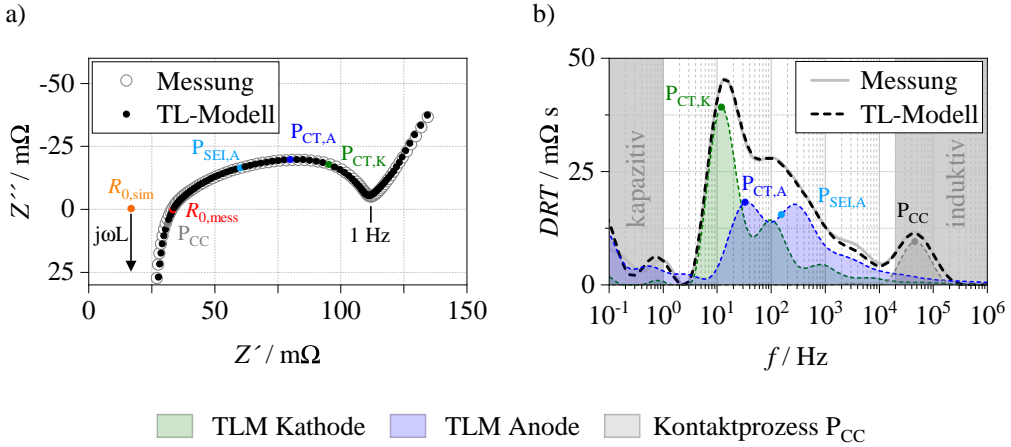 a)
b)
-50
-25
0
25
Z´´ / mΩ
Messung
TL-Modell
P_CT,A
P_SEI,A
P_CT,K
R_0,sim
R_0,mess
P_CC
jωL
1 Hz
0
50
100
150
Z´ / mΩ
50
25
0
DRT / mΩ s
Messung
TL-Modell
P_CT,K
kapazitiv
P_CT,A
P_SEI,A
P_CC
induktiv
10^-1
10^0
10^1
10^2
10^3
10^4
10^5
10^6
f / Hz
TLM Kathode
TLM Anode
Kontaktprozess P_CC